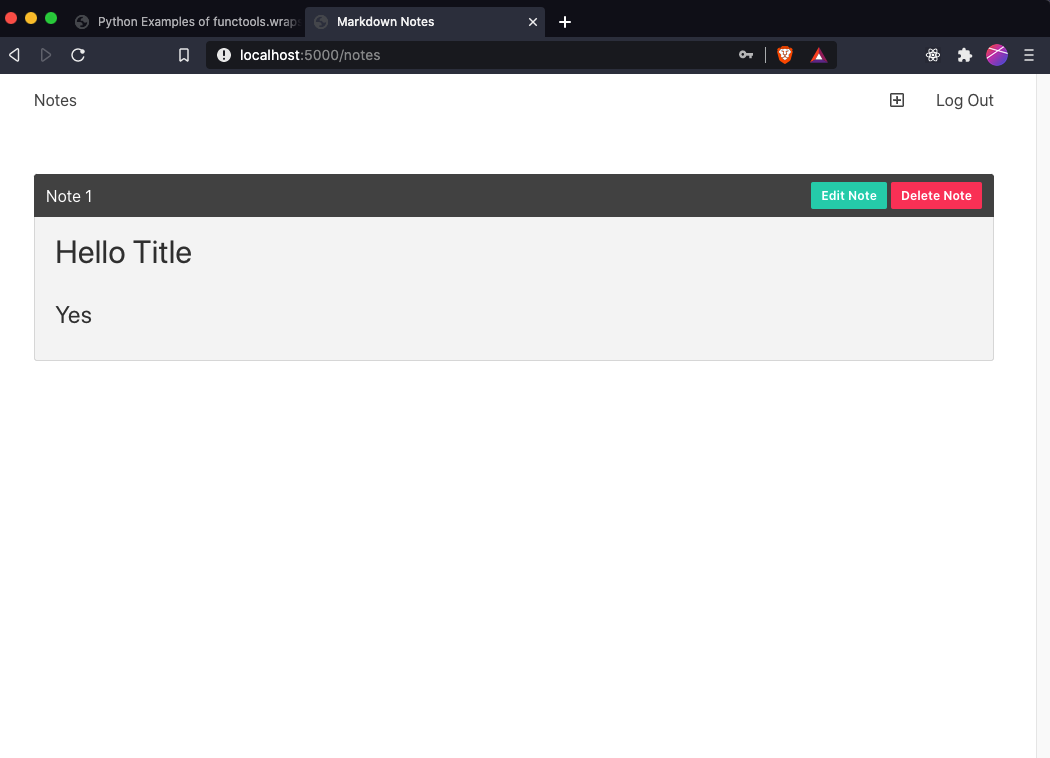 Python Examples of functools.wraps
Markdown Notes
localhost:5000/notes
Notes
Log Out
Note 1
Edit Note
Delete Note
Hello Title
Yes